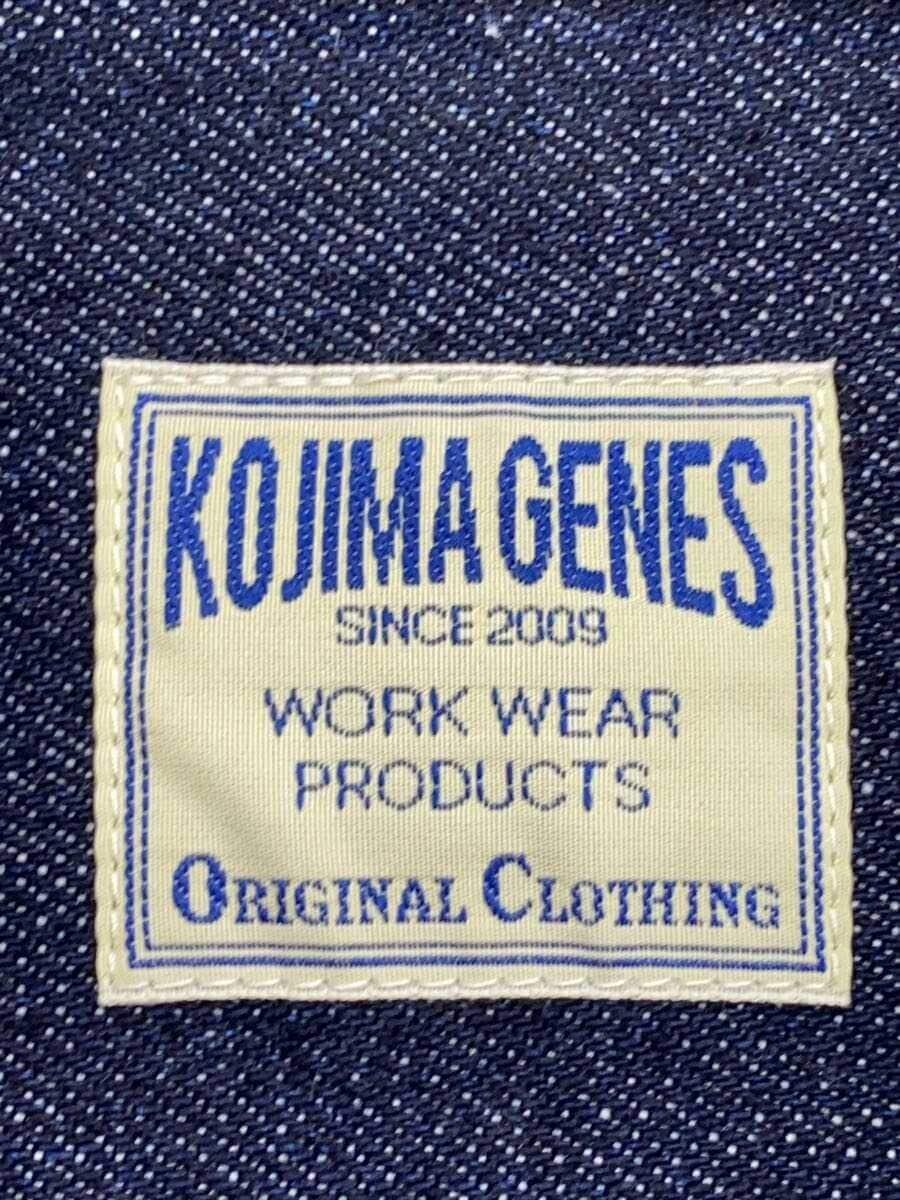 KOJIMA GENES
SINCE 2009
WORK WEAR
PRODUCTS
ORIGINAL CLOTHING